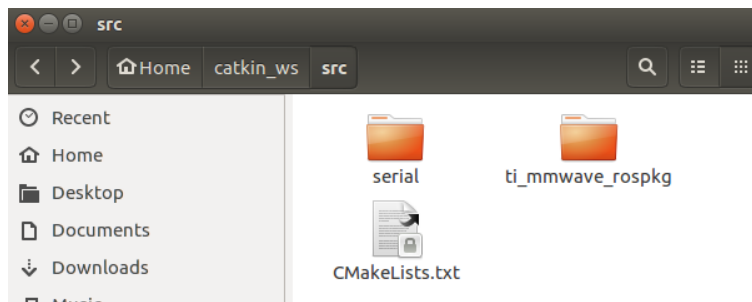 src
Home catkin_ws src
Recent
Home
Desktop
Documents
Downloads
serial ti_mmwave_rospkg
CMakeLists.txt